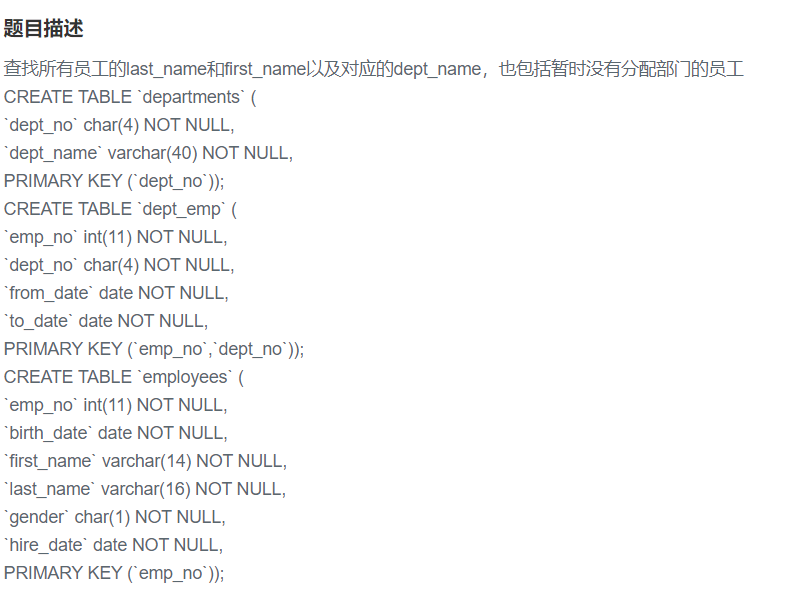 题目描述
查找所有员工的last_name和first_name以及对应的dept_name，也包括暂时没有分配部门的员工
CREATE TABLE `departments` (
`dept_no` char(4) NOT NULL,
`dept_name` varchar(40) NOT NULL,
PRIMARY KEY (`dept_no`));
CREATE TABLE `dept_emp` (
`emp_no` int(11) NOT NULL,
`dept_no` char(4) NOT NULL,
`from_date` date NOT NULL,
`to_date` date NOT NULL,
PRIMARY KEY (`emp_no`,`dept_no`));
CREATE TABLE `employees` (
`emp_no` int(11) NOT NULL,
`birth_date` date NOT NULL,
`first_name` varchar(14) NOT NULL,
`last_name` varchar(16) NOT NULL,
`gender` char(1) NOT NULL,
`hire_date` date NOT NULL,
PRIMARY KEY (`emp_no`));